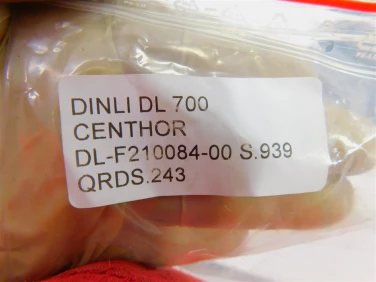 DINLI DL 700
CENTHOR
DL-F210084-00 S.939
QRDS.243